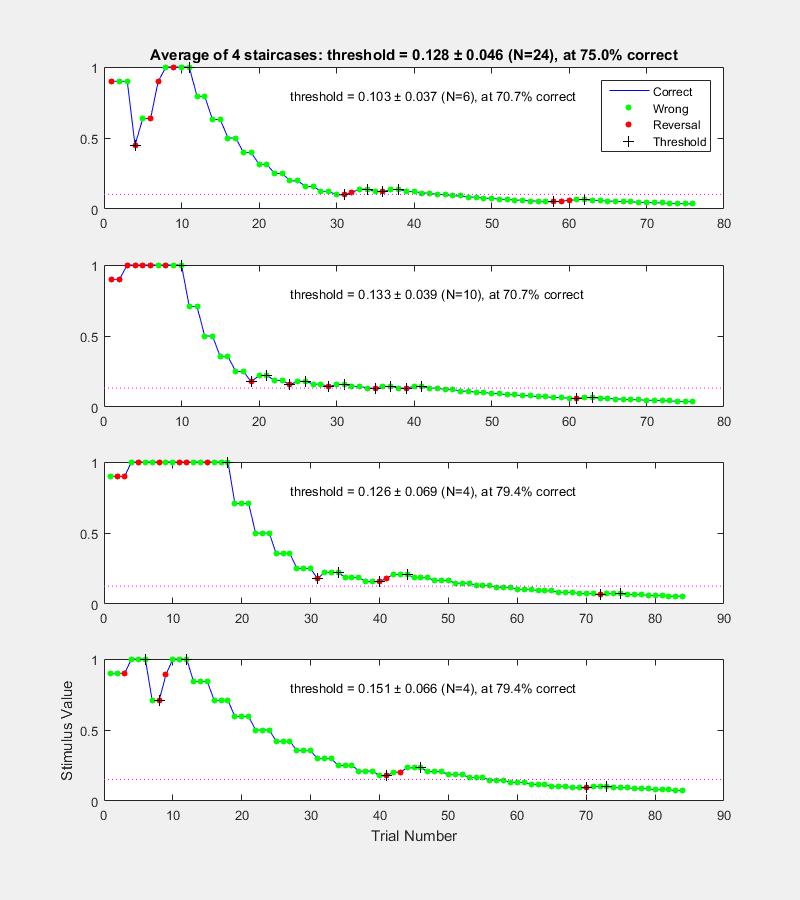 Average of 4 staircases: threshold = 0.128 ± 0.046 (N=24), at 75.0% correct
1
threshold = 0.103 ± 0.037 (N=6), at 70.7% correct
Correct
Wrong
Reversal
Threshold
0.5
0
0 10 20 30 40 50 60 70 80
1
threshold = 0.133 ± 0.039 (N=10), at 70.7% correct
0.5
0
0 10 20 30 40 50 60 70 80
1
threshold = 0.126 ± 0.069 (N=4), at 79.4% correct
0.5
0
0 10 20 30 40 50 60 70 80 90
1
threshold = 0.151 ± 0.066 (N=4), at 79.4% correct
0.5
0
Stimulus Value
0 10 20 30 40 50 60 70 80 90
Trial Number